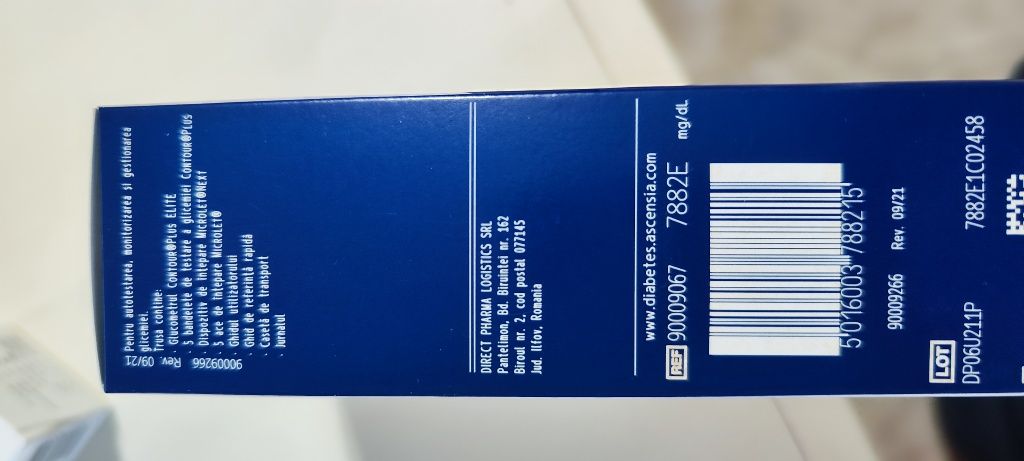 Pentru autotestarea, monitorizarea și gestionarea
glicemiei.
Trusa conține:
· Glucometrul CONTOUR®PLUS ELITE
· 5 bandelete de testare a glicemiei CONTOUR®PLUS
· Dispozitiv de înțepare MICROLET®NEXT
· 5 ace de înțepare MICROLET®
· Ghidul utilizatorului
· Ghid de referință rapidă
· Casetă de transport
· Jurnalul
90009266 Rev. 09/21
DIRECT PHARMA LOGISTICS SRL
Pantelimon, Bd. Biruinței nr. 162
Biroul nr. 2, cod poștal 077145
Jud. Ilfov, Romania
www.diabetes.ascensia.com
REF 90009067 7882E mg/dL
5016003 788215
90009266 Rev. 09/21
LOT
DP06U211P 7882E1C02458